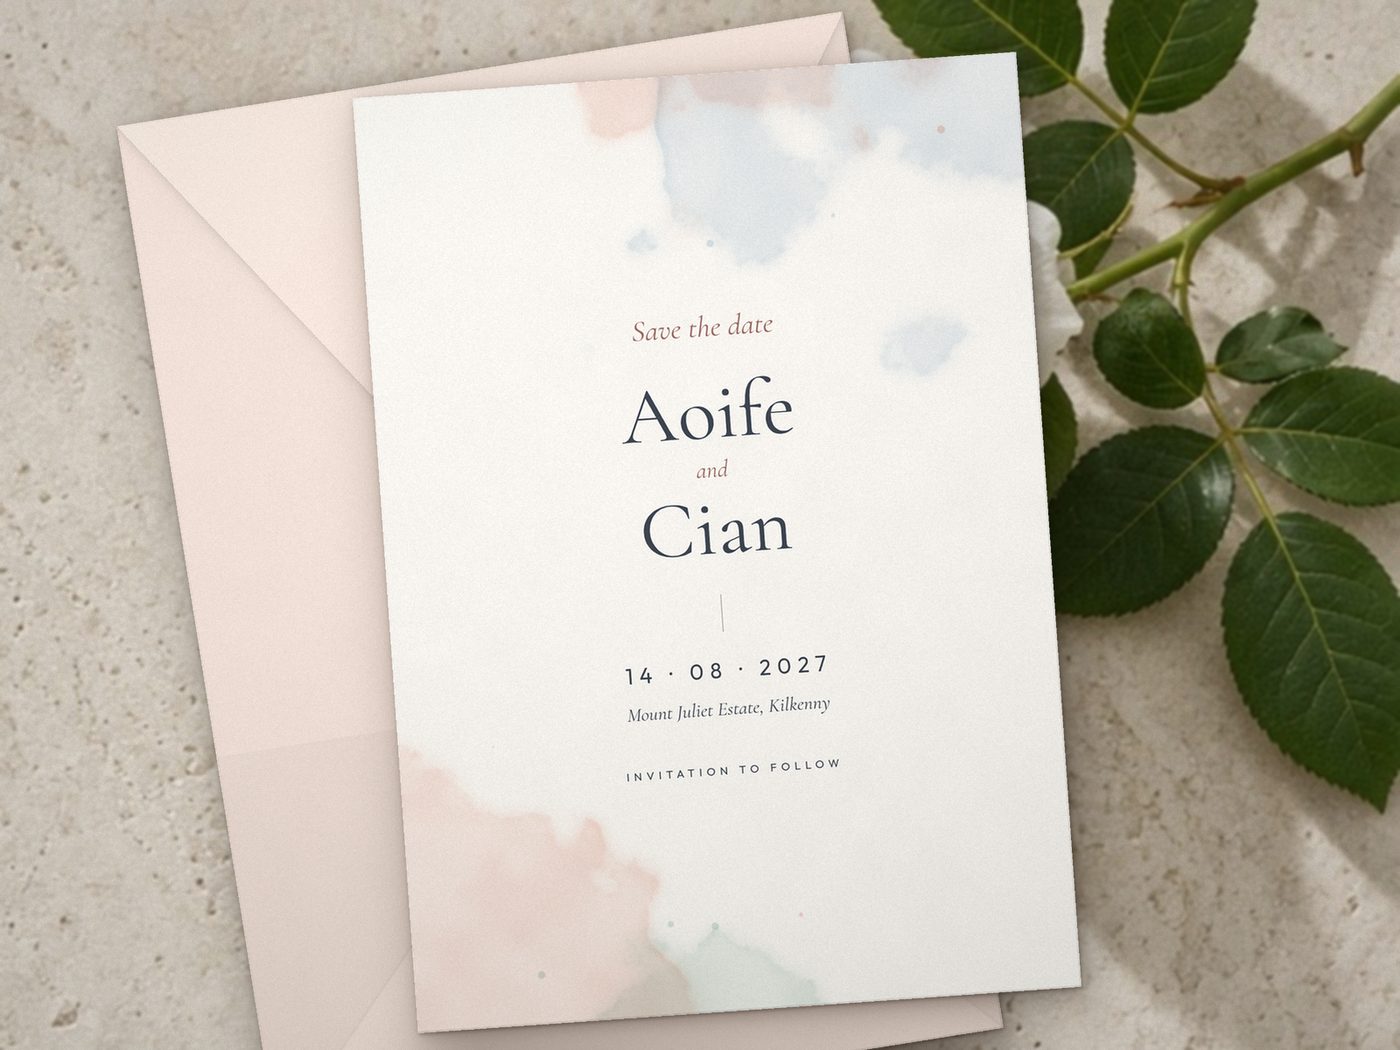 Save the date
Aoife
and
Cian
14 · 08 · 2027
Mount Juliet Estate, Kilkenny
INVITATION TO FOLLOW